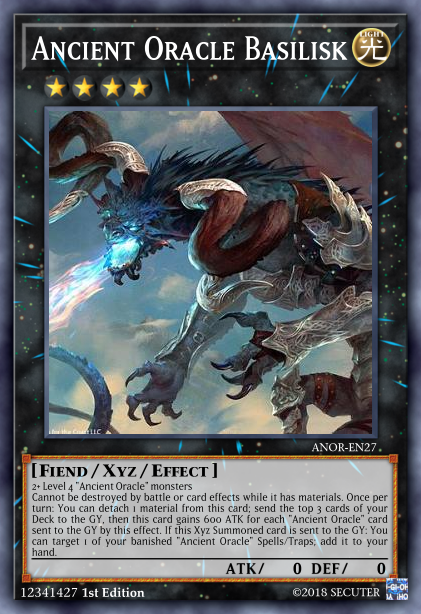 ANCIENT ORACLE BASILISK
LIGHT
光
for the Coast LLC
ANOR-EN27
[FIEND/XYZ/EFFECT]
2+ Level 4 "Ancient Oracle" monsters
Cannot be destroyed by battle or card effects while it has materials. Once per
turn: You can detach 1 material from this card; send the top 3 cards of your
Deck to the GY, then this card gains 600 ATK for each "Ancient Oracle" card
sent to the GY by this effect. If this Xyz Summoned card is sent to the GY: You
can target 1 of your banished "Ancient Oracle" Spells/Traps; add it to your
hand.
ATK/ 0 DEF/ 0
12341427 1st Edition ©2018 SECUTER